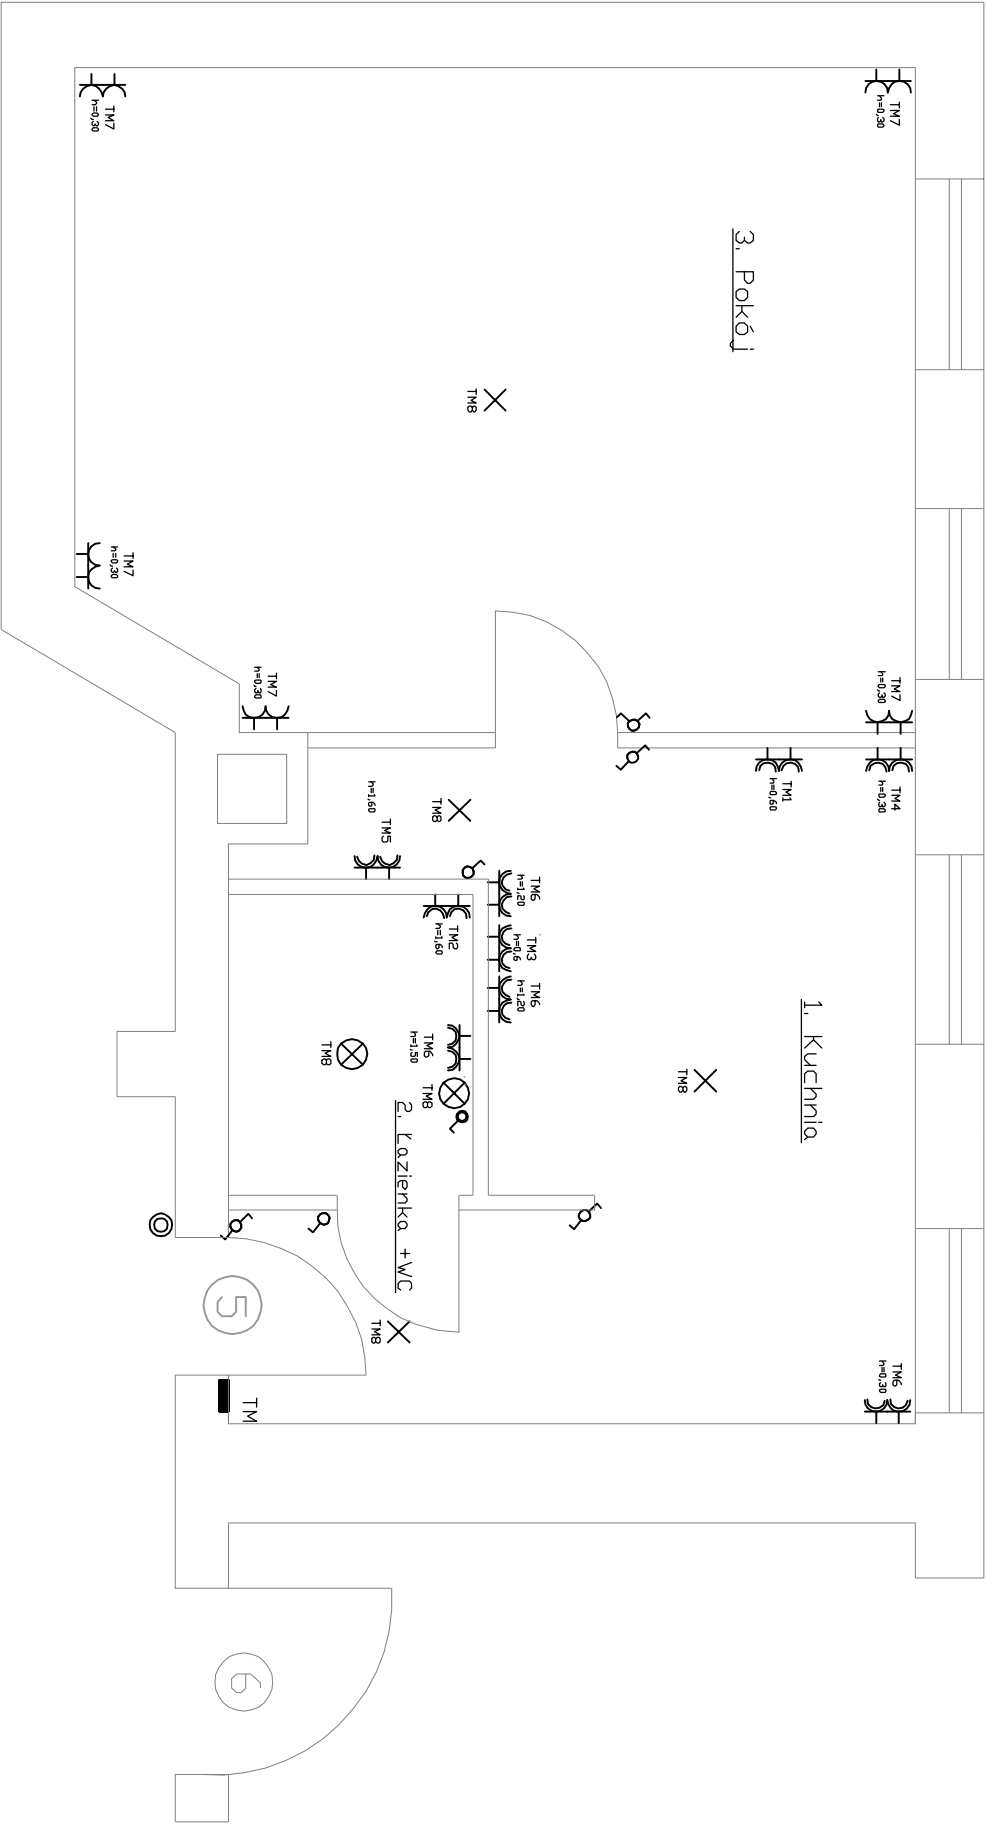 TM7
h=0,30
TM7
h=0,30
3. Pokój
TM8
TM7
h=0,30
TM7
h=0,30
TM7
h=0,30
TM4
h=0,30
TM1
h=0,60
TM8
TM5
h=1,60
TM6
h=1,20
TM3
h=0,6
TM6
h=1,20
TM2
h=1,60
TM6
h=1,50
TM8
TM8
1. Kuchnia
TM8
2. Łazienka +WC
TM8
5
TM
TM6
h=0,30
6